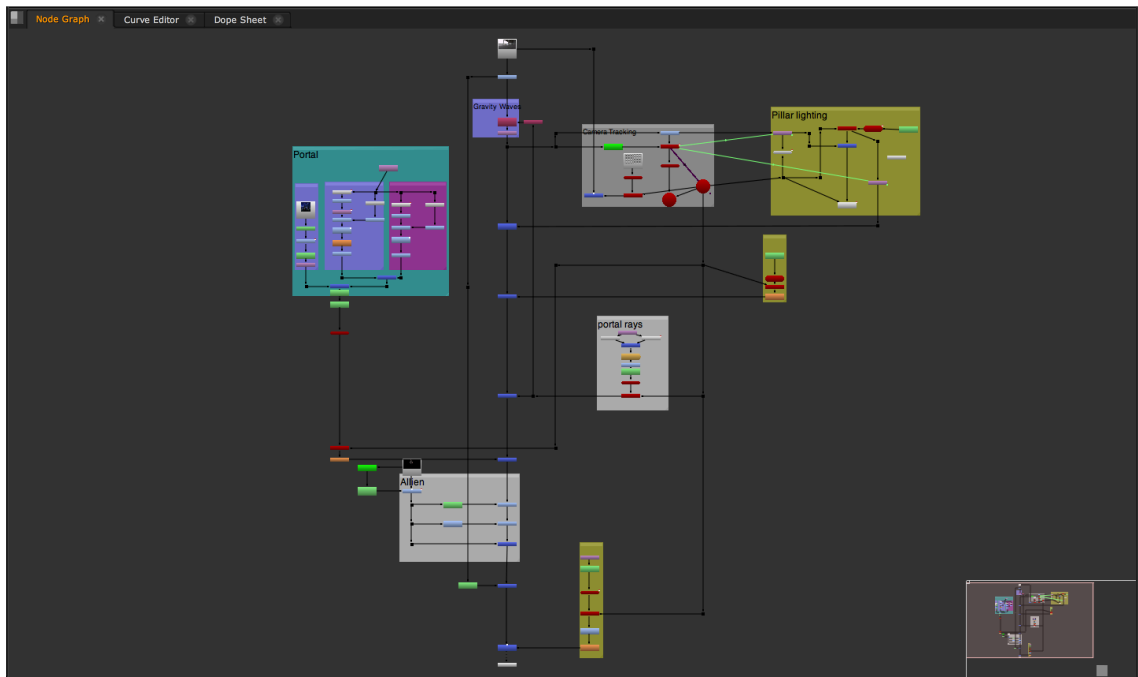 Node Graph
Curve Editor
Dope Sheet
Gravity Waves
Camera Tracking
Pillar lighting
Portal
portal rays
Alien